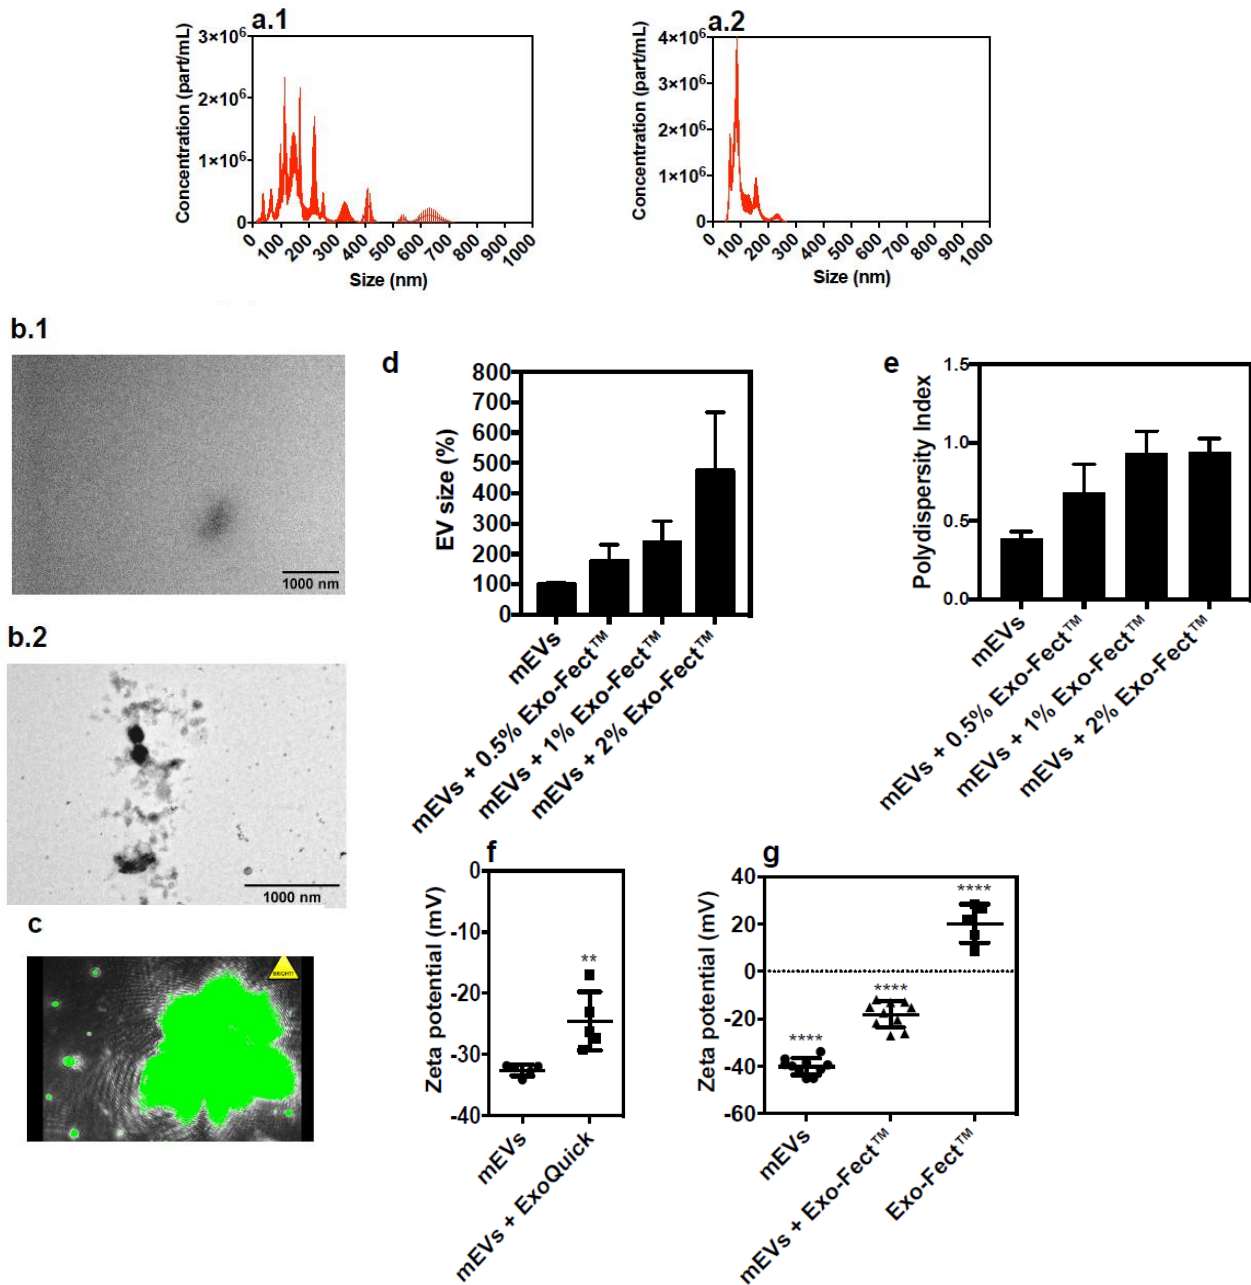 a.1
3×10⁶
2×10⁶
1×10⁶
0
Concentration (part/mL)
0 100 200 300 400 500 600 700 800 900 1000
Size (nm)
a.2
4×10⁶
3×10⁶
2×10⁶
1×10⁶
0
Concentration (part/mL)
0 100 200 300 400 500 600 700 800 900 1000
Size (nm)
b.1
1000 nm
b.2
1000 nm
c
BRIGHT!
d
800
700
600
500
400
300
200
100
0
EV size (%)
mEVs
mEVs + 0.5% Exo-Fect™
mEVs + 1% Exo-Fect™
mEVs + 2% Exo-Fect™
e
1.5
1.0
0.5
0.0
Polydispersity Index
mEVs
mEVs + 0.5% Exo-Fect™
mEVs + 1% Exo-Fect™
mEVs + 2% Exo-Fect™
f
0
-10
-20
-30
-40
Zeta potential (mV)
**
mEVs
mEVs + ExoQuick
g
40
20
0
-20
-40
-60
Zeta potential (mV)
****
****
****
mEVs
mEVs + Exo-Fect™
Exo-Fect™